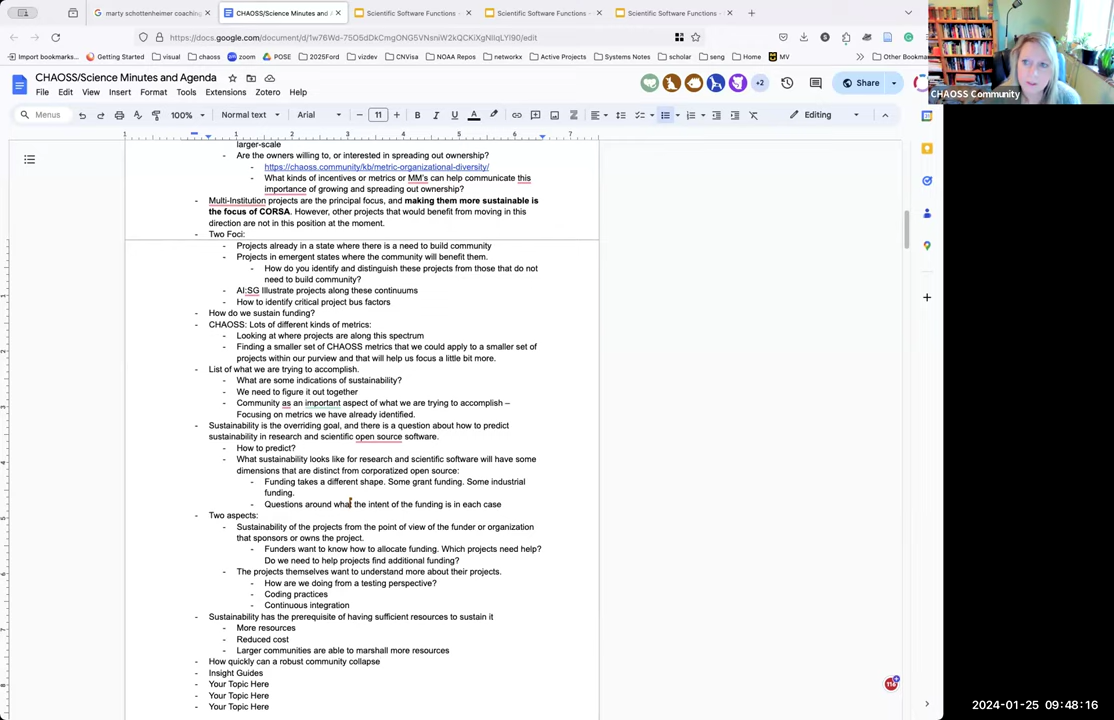 marty schottenheimer coaching
CHAOSS/Science Minutes and A
Scientific Software Functions -
Scientific Software Functions -
Scientific Software Functions -
https://docs.google.com/document/d/
/edit
Import bookmarks...
Getting Started
visual
chaoss
zoom
POSE
2025Ford
vizdev
CNVisa
NOAA Repos
networkx
Active Projects
Systems Notes
scholar
seng
Home
MV
Other Bookmarks
CHAOSS/Science Minutes and Agenda
File Edit View Insert Format Tools Extensions Zotero Help
+2
Share
CHAOSS Community
Menus
100%
Normal text
Arial
11
Editing
1 1 2 3 4 5 6 7
larger-scale
- Are the owners willing to, or interested in spreading out ownership?
- https://chaoss.community/kb/metric-organizational-diversity/
- What kinds of incentives or metrics or MM's can help communicate this
importance of growing and spreading out ownership?
- Multi-Institution projects are the principal focus, and making them more sustainable is
the focus of CORSA. However, other projects that would benefit from moving in this
direction are not in this position at the moment.
- Two Foci:
- Projects already in a state where there is a need to build community
- Projects in emergent states where the community will benefit them.
- How do you identify and distinguish these projects from those that do not
need to build community?
- AI:SG Illustrate projects along these continuums
- How to identify critical project bus factors
- How do we sustain funding?
- CHAOSS: Lots of different kinds of metrics:
- Looking at where projects are along this spectrum
- Finding a smaller set of CHAOSS metrics that we could apply to a smaller set of
projects within our purview and that will help us focus a little bit more.
- List of what we are trying to accomplish.
- What are some indications of sustainability?
- We need to figure it out together
- Community as an important aspect of what we are trying to accomplish –
Focusing on metrics we have already identified.
- Sustainability is the overriding goal, and there is a question about how to predict
sustainability in research and scientific open source software.
- How to predict?
- What sustainability looks like for research and scientific software will have some
dimensions that are distinct from corporatized open source:
- Funding takes a different shape. Some grant funding. Some industrial
funding.
- Questions around what the intent of the funding is in each case
- Two aspects:
- Sustainability of the projects from the point of view of the funder or organization
that sponsors or owns the project.
- Funders want to know how to allocate funding. Which projects need help?
Do we need to help projects find additional funding?
- The projects themselves want to understand more about their projects.
- How are we doing from a testing perspective?
- Coding practices
- Continuous integration
- Sustainability has the prerequisite of having sufficient resources to sustain it
- More resources
- Reduced cost
- Larger communities are able to marshall more resources
- How quickly can a robust community collapse
- Insight Guides
- Your Topic Here
- Your Topic Here
- Your Topic Here
2024-01-25 09:48:16